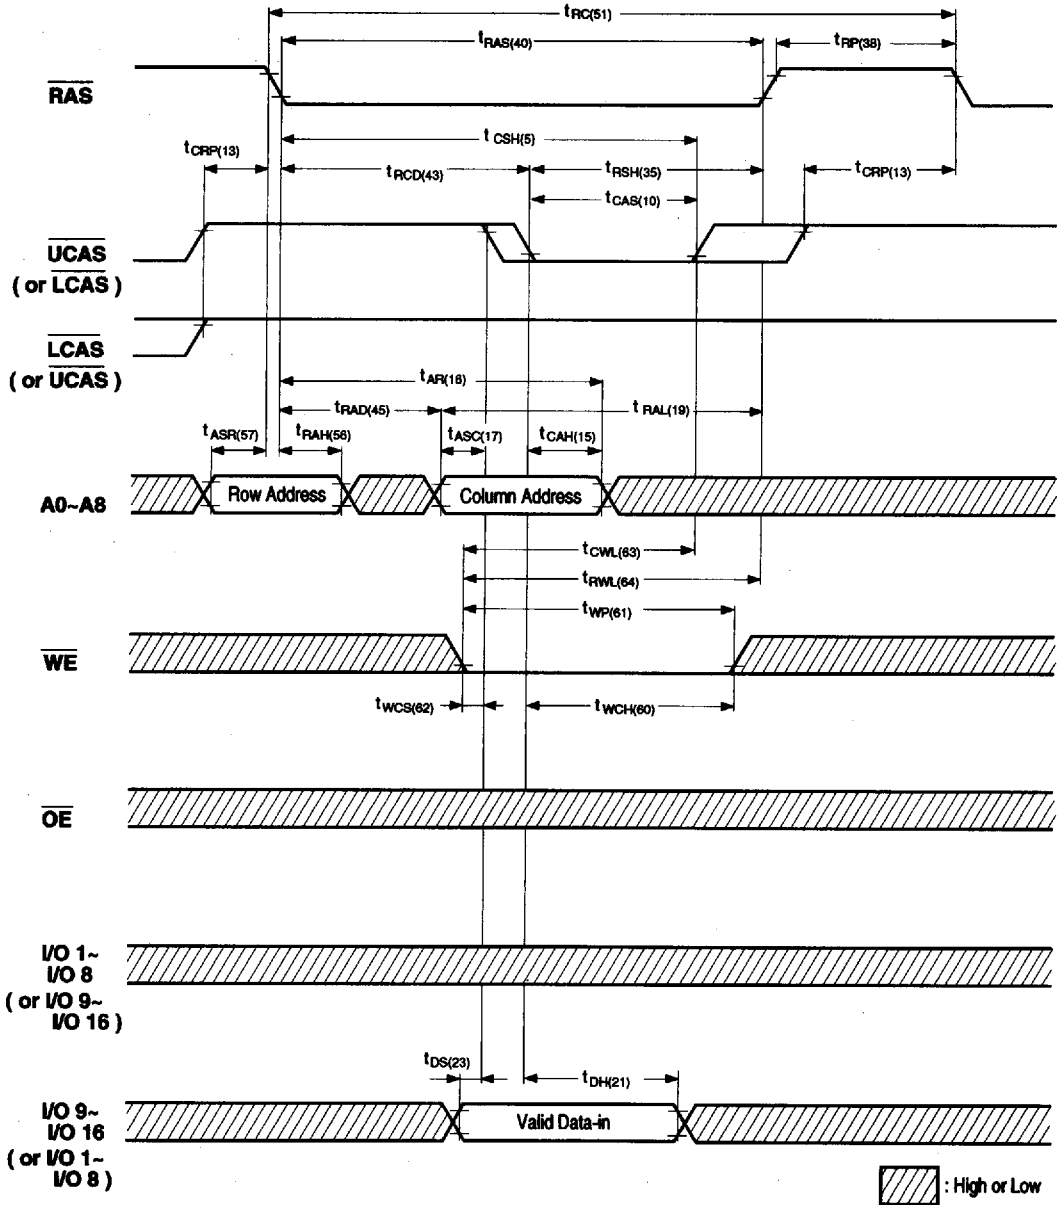 tRC(51)
tRAS(40)
tRP(38)
RAS
tCSH(5)
tCRP(13)
tRCD(43)
tRSH(35)
tCRP(13)
tCAS(10)
UCAS
( or LCAS )
LCAS
( or UCAS )
tAR(16)
tRAD(45)
tRAL(19)
tASR(57)
tRAH(56)
tASC(17)
tCAH(15)
A0~A8
Row Address
Column Address
tCWL(63)
tRWL(64)
tWP(61)
WE
tWCS(62)
tWCH(60)
OE
I/O 1~
I/O 8
( or I/O 9~
I/O 16 )
tDS(23)
tDH(21)
I/O 9~
I/O 16
Valid Data-in
( or I/O 1~
I/O 8 )
: High or Low